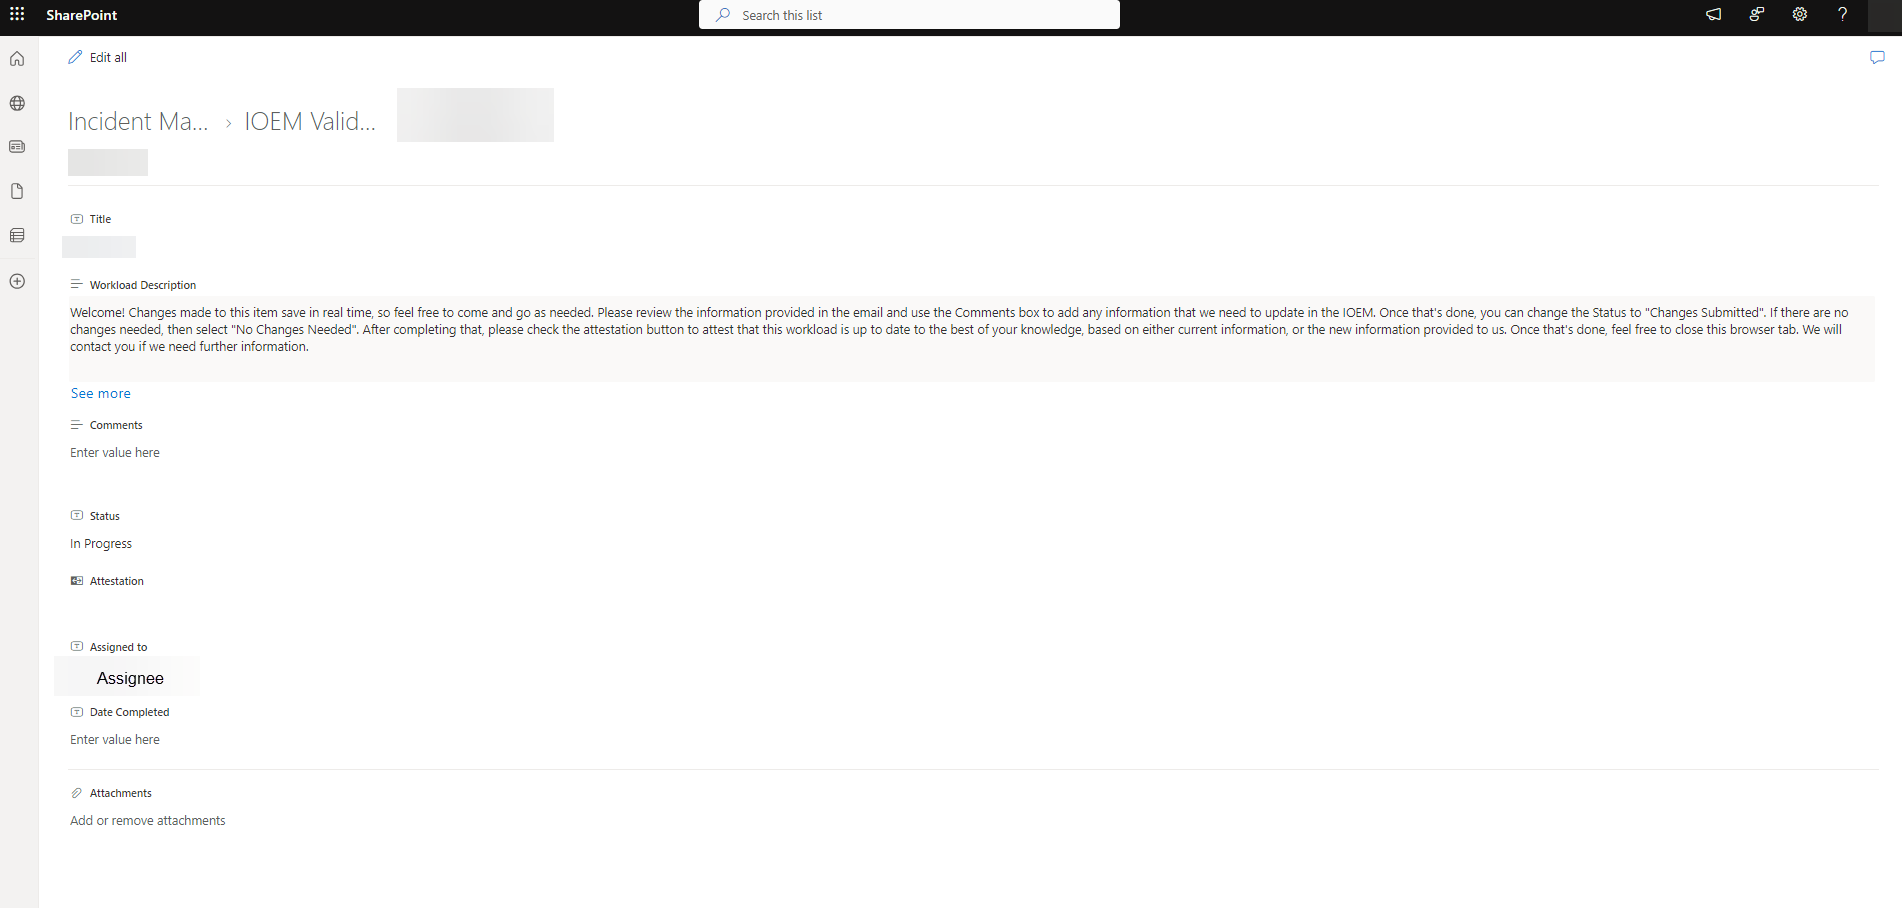 SharePoint
Search this list
?
Edit all
Incident Ma... > IOEM Valid...
Title
Workload Description
Welcome! Changes made to this item save in real time, so feel free to come and go as needed. Please review the information provided in the email and use the Comments box to add any information that we need to update in the IOEM. Once that's done, you can change the Status to "Changes Submitted". If there are no
changes needed, then select "No Changes Needed". After completing that, please check the attestation button to attest that this workload is up to date to the best of your knowledge, based on either current information, or the new information provided to us. Once that's done, feel free to close this browser tab. We will
contact you if we need further information.
See more
Comments
Enter value here
Status
In Progress
Attestation
Assigned to
Assignee
Date Completed
Enter value here
Attachments
Add or remove attachments